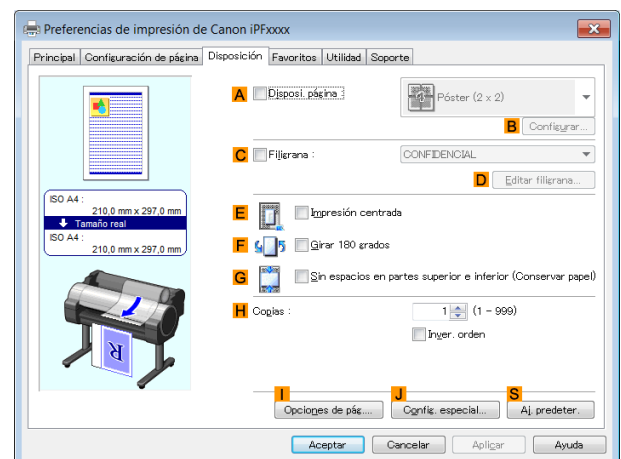 Preferencias de impresión de Canon iPFxxxx
Principal Configuración de página Disposición Favoritos Utilidad Soporte
A Disposi. página : Póster (2 x 2)
B Configurar...
C Filigrana : CONFIDENCIAL
D Editar filigrana...
ISO A4 :
210,0 mm x 297,0 mm
Tamaño real
ISO A4 :
210,0 mm x 297,0 mm
E Impresión centrada
F Girar 180 grados
G Sin espacios en partes superior e inferior (Conservar papel)
H Copias : 1 (1 - 999)
Inver. orden
R
I J S
Opciones de pág.... Config. especial... Aj. predeter.
Aceptar Cancelar Aplicar Ayuda